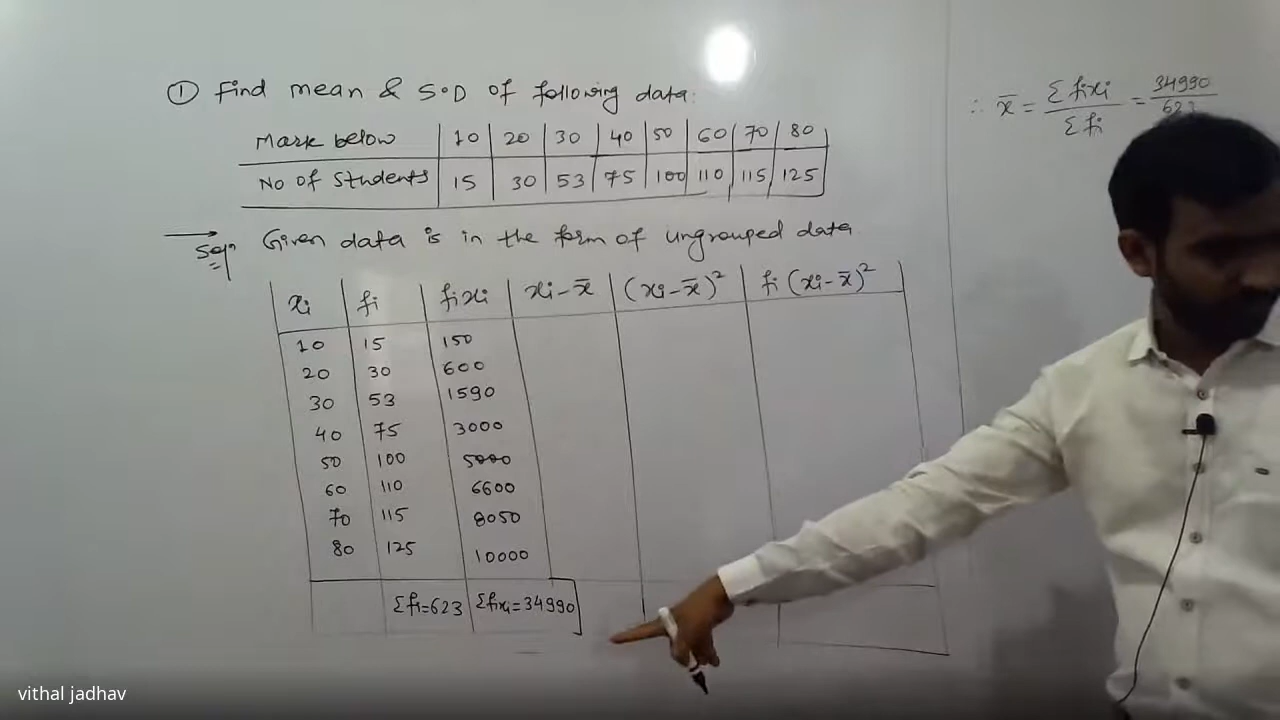 ① Find mean & S.D of following data:
Mark below 10 20 30 40 50 60 70 80
No of Students 15 30 53 75 100 110 115 125
Solⁿ Given data is in the form of ungrouped data
xi fi fixi xi - x̄ (xi - x̄)² fi (xi - x̄)²
10 15 150
20 30 600
30 53 1590
40 75 3000
50 100 5000
60 110 6600
70 115 8050
80 125 10000
Σfi=623 Σfixi=34990
∴ x̄ = Σfixi / Σfi = 34990 / 623
vithal jadhav